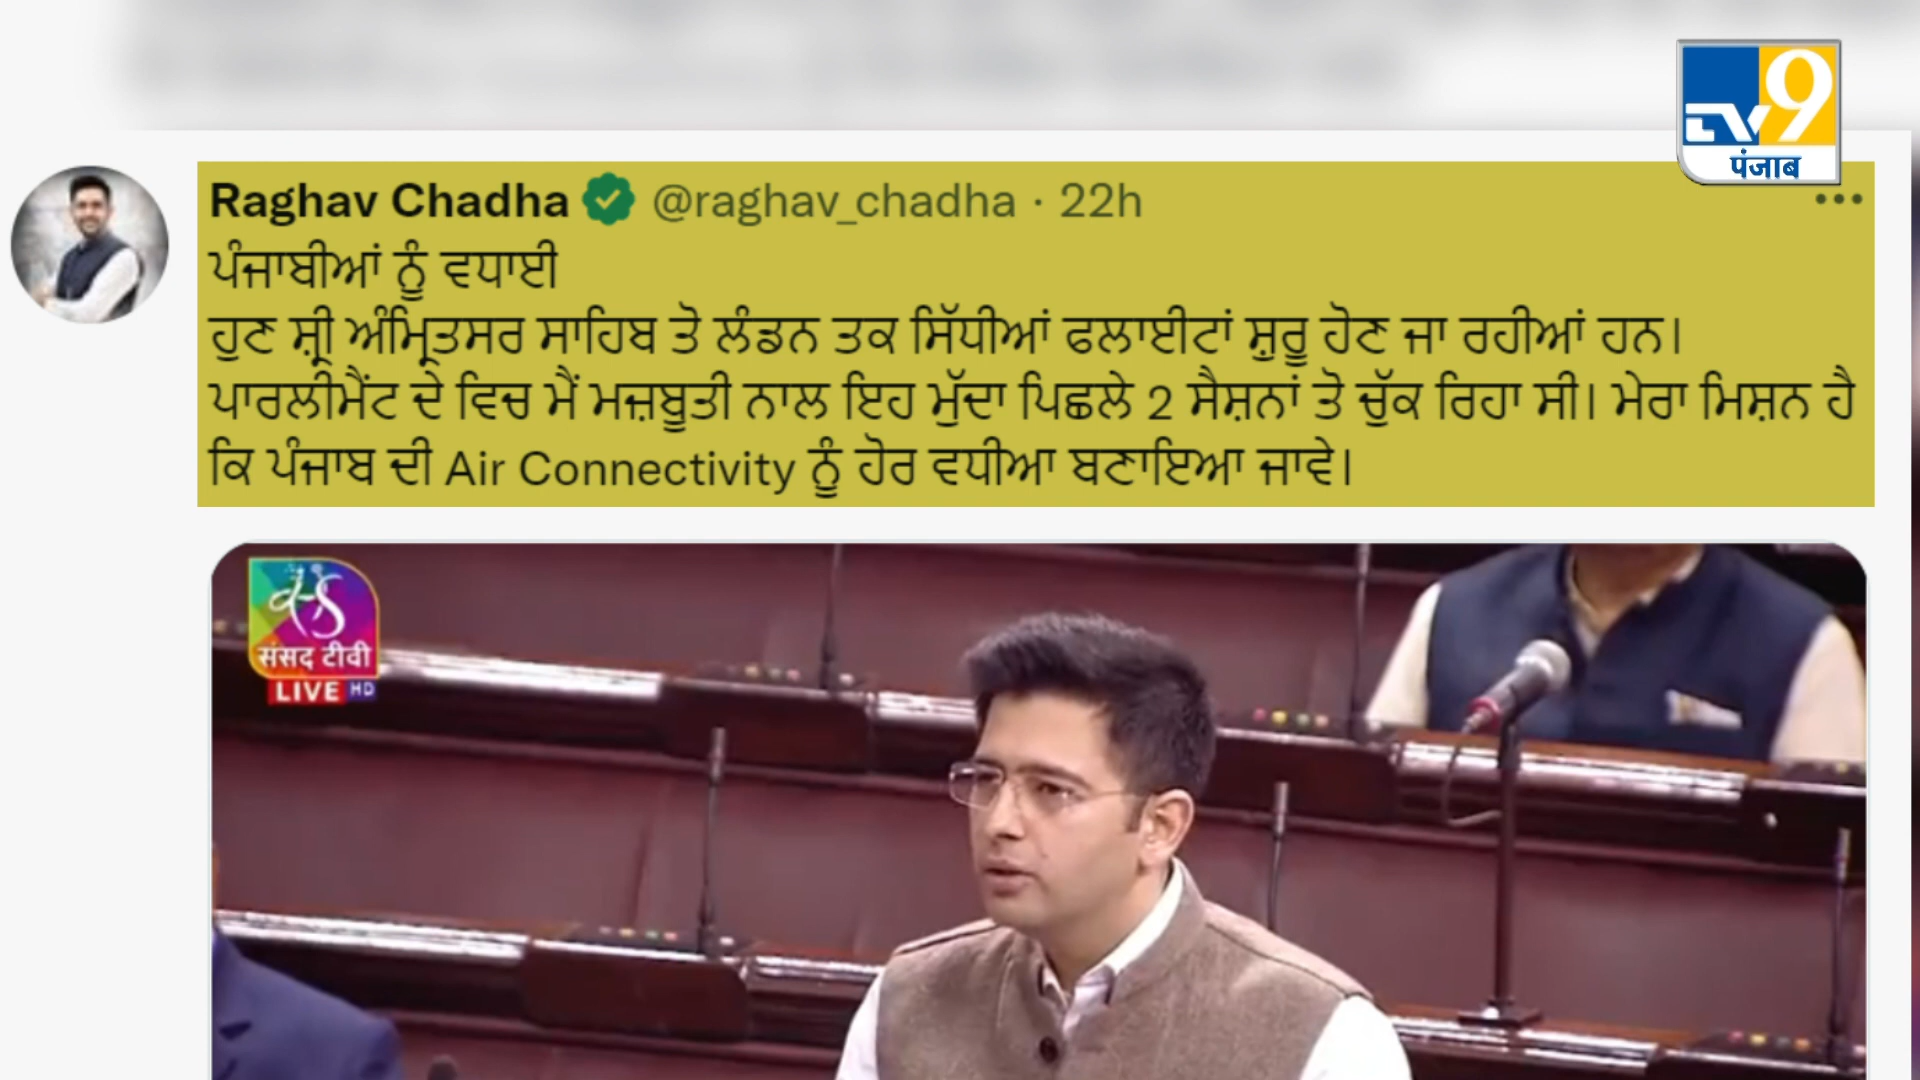 TV9
ਪੰਜਾਬ
Raghav Chadha @raghav_chadha · 22h
ਪੰਜਾਬੀਆਂ ਨੂੰ ਵਧਾਈ
ਹੁਣ ਸ਼੍ਰੀ ਅੰਮ੍ਰਿਤਸਰ ਸਾਹਿਬ ਤੋ ਲੰਡਨ ਤਕ ਸਿੱਧੀਆਂ ਫਲਾਈਟਾਂ ਸ਼ੁਰੂ ਹੋਣ ਜਾ ਰਹੀਆਂ ਹਨ।
ਪਾਰਲੀਮੈਂਟ ਦੇ ਵਿਚ ਮੈਂ ਮਜ਼ਬੂਤੀ ਨਾਲ ਇਹ ਮੁੱਦਾ ਪਿਛਲੇ 2 ਸੈਸ਼ਨਾਂ ਤੋ ਚੁੱਕ ਰਿਹਾ ਸੀ। ਮੇਰਾ ਮਿਸ਼ਨ ਹੈ
ਕਿ ਪੰਜਾਬ ਦੀ Air Connectivity ਨੂੰ ਹੋਰ ਵਧੀਆ ਬਣਾਇਆ ਜਾਵੇ।
संसद टीवी
LIVE HD